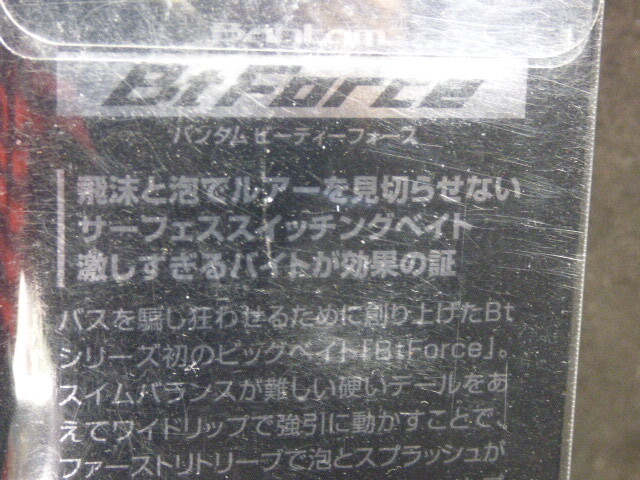 Bantam
BtForce
バンタム ビーティーフォース
飛沫と泡でルアーを見切らせない
サーフェススイッチングベイト
激しすぎるバイトが効果の証
バスを騙し狂わせるために創り上げたBt
シリーズ初のビッグベイト「BtForce」。
スイムバランスが難しい硬いテールをあ
えてワイドリップで強引に動かすことで、
ファーストリトリーブで泡とスプラッシュが